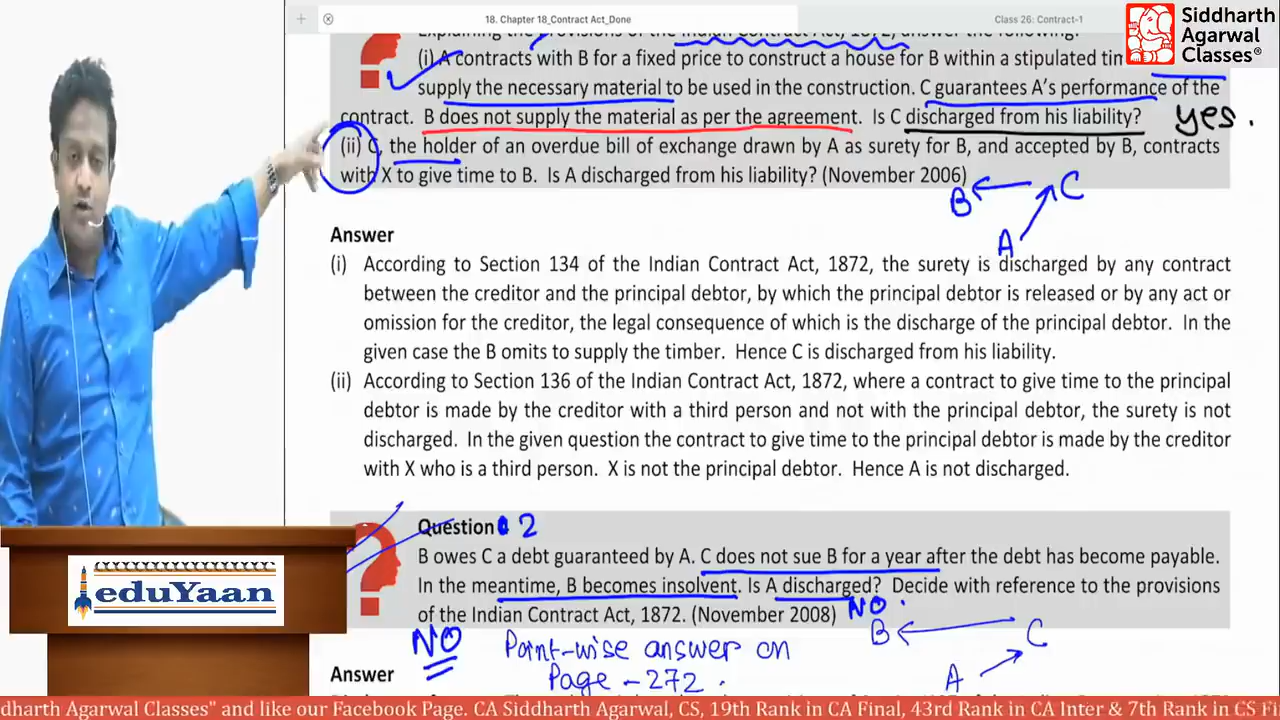 18. Chapter 18_Contract Act_Done
Class 26: Contract-1
Siddharth
Agarwal
Classes®
Explaining the provisions of the Indian Contract Act, 1872, answer the following:
(i) A contracts with B for a fixed price to construct a house for B within a stipulated tim
supply the necessary material to be used in the construction. C guarantees A's performance of the
contract. B does not supply the material as per the agreement. Is C discharged from his liability? yes.
(ii) C, the holder of an overdue bill of exchange drawn by A as surety for B, and accepted by B, contracts
with X to give time to B. Is A discharged from his liability? (November 2006)
B C
A
Answer
(i) According to Section 134 of the Indian Contract Act, 1872, the surety is discharged by any contract
between the creditor and the principal debtor, by which the principal debtor is released or by any act or
omission for the creditor, the legal consequence of which is the discharge of the principal debtor. In the
given case the B omits to supply the timber. Hence C is discharged from his liability.
(ii) According to Section 136 of the Indian Contract Act, 1872, where a contract to give time to the principal
debtor is made by the creditor with a third person and not with the principal debtor, the surety is not
discharged. In the given question the contract to give time to the principal debtor is made by the creditor
with X who is a third person. X is not the principal debtor. Hence A is not discharged.
Question 2
B owes C a debt guaranteed by A. C does not sue B for a year after the debt has become payable.
In the meantime, B becomes insolvent. Is A discharged? Decide with reference to the provisions
of the Indian Contract Act, 1872. (November 2008) NO.
B C
A
NO Point-wise answer on
Page - 272.
Answer
eduYaan
dharth Agarwal Classes" and like our Facebook Page. CA Siddharth Agarwal, CS, 19th Rank in CA Final, 43rd Rank in CA Inter & 7th Rank in CS Fi